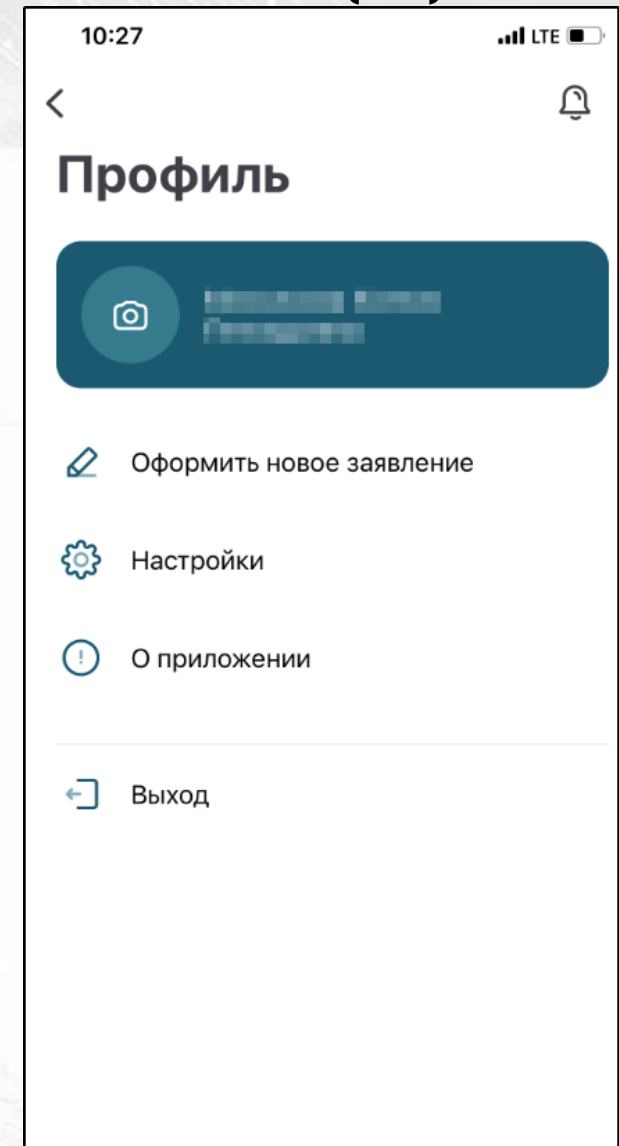 10:27
LTE
Профиль
Оформить новое заявление
Настройки
О приложении
Выход